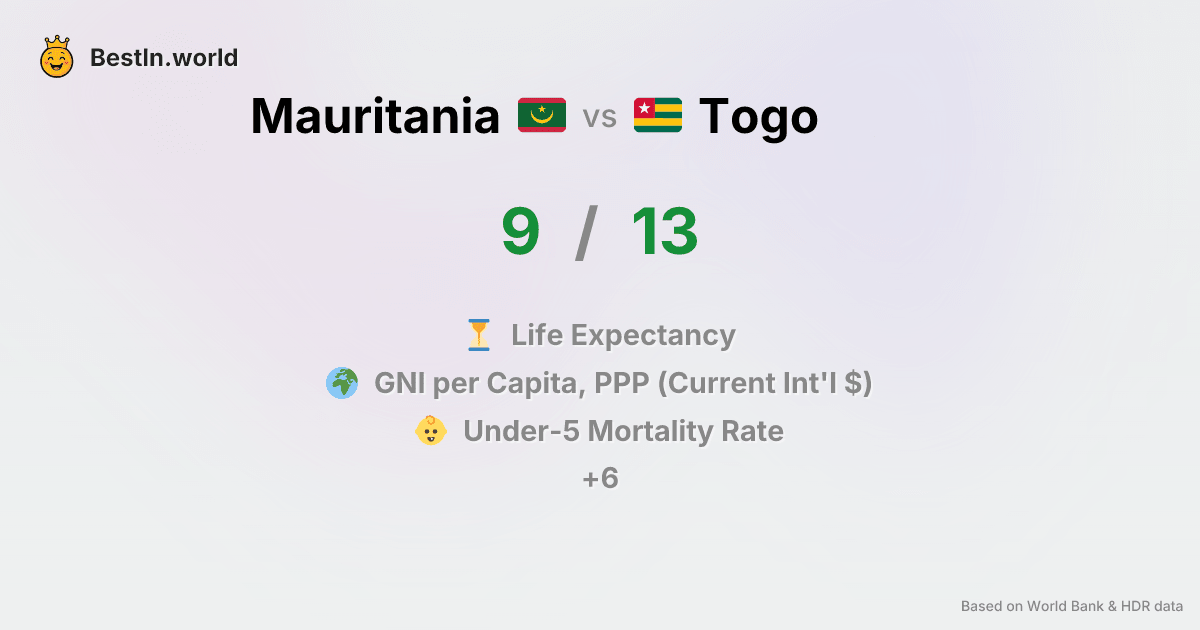 BestIn.world
Mauritania vs Togo
9 / 13
Life Expectancy
GNI per Capita, PPP (Current Int'l $)
Under-5 Mortality Rate
+6
Based on World Bank & HDR data